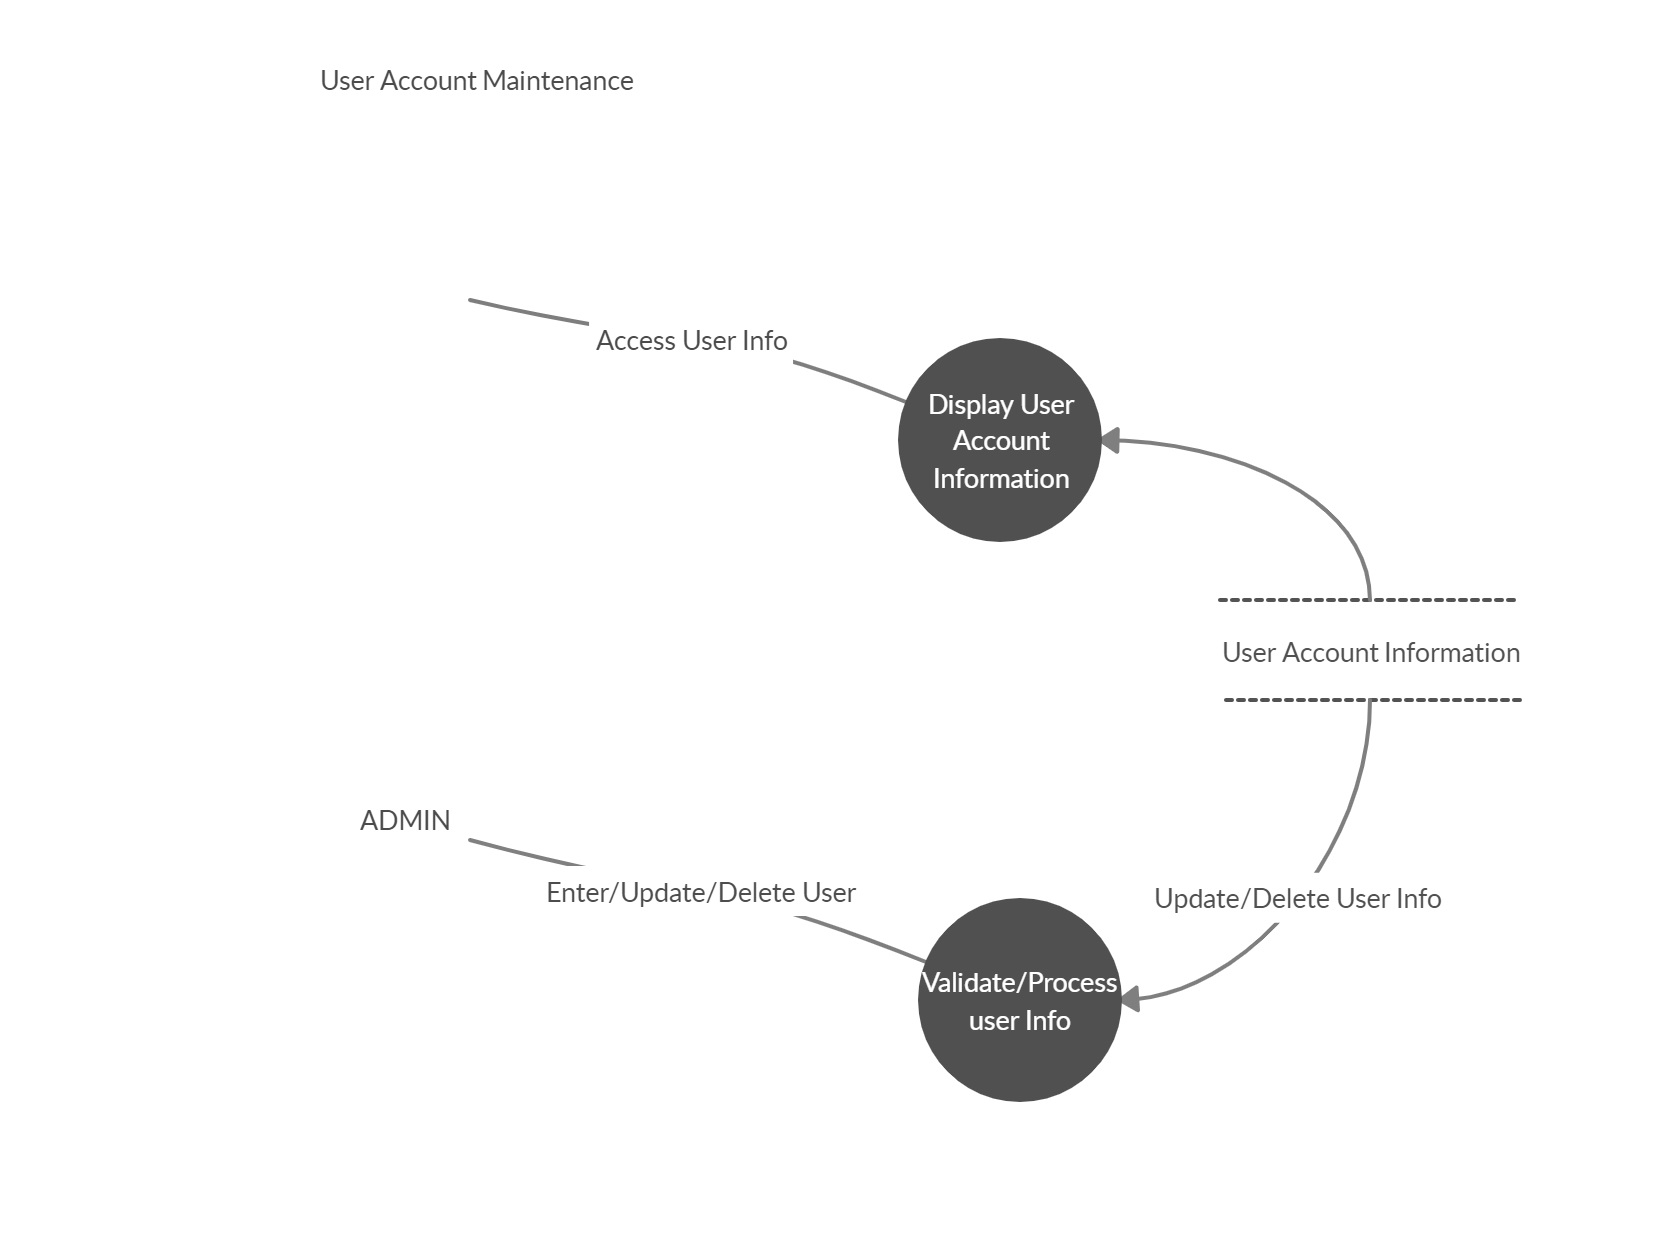 User Account Maintenance
Access User Info
Display User
Account
Information
User Account Information
ADMIN
Enter/Update/Delete User
Update/Delete User Info
Validate/Process
user Info